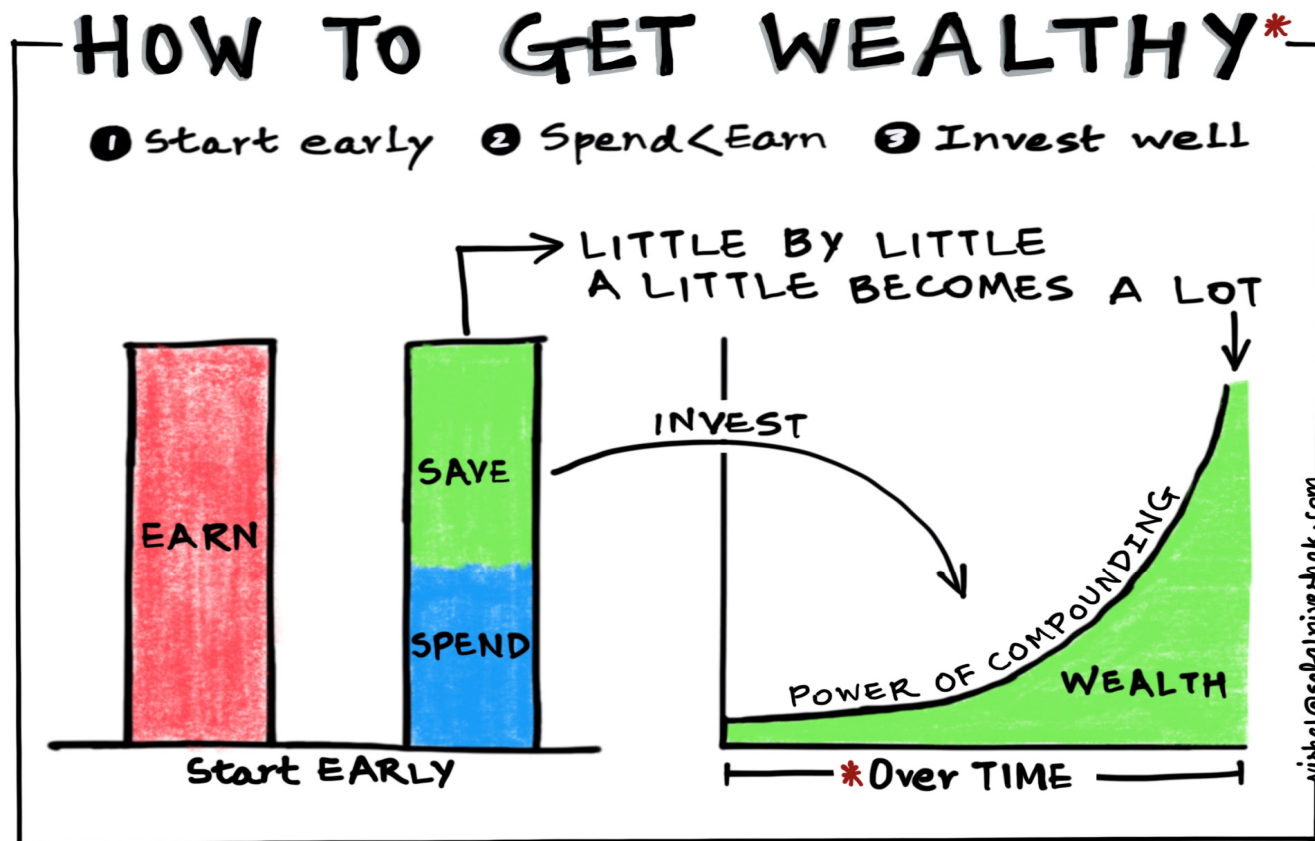 HOW TO GET WEALTHY*
1 Start early 2 Spend<Earn 3 Invest well
LITTLE BY LITTLE
A LITTLE BECOMES A LOT
INVEST
SAVE
EARN
SPEND
POWER OF COMPOUNDING
WEALTH
Start EARLY
*Over TIME